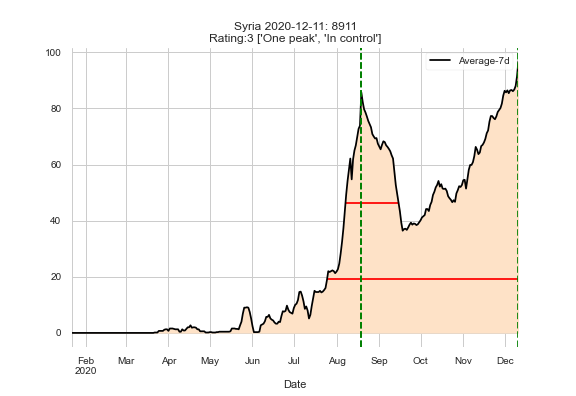 Syria 2020-12-11: 8911
Rating:3 ['One peak', 'In control']
100
80
60
40
20
0
Average-7d
Feb Mar Apr May Jun Jul Aug Sep Oct Nov Dec
2020
Date